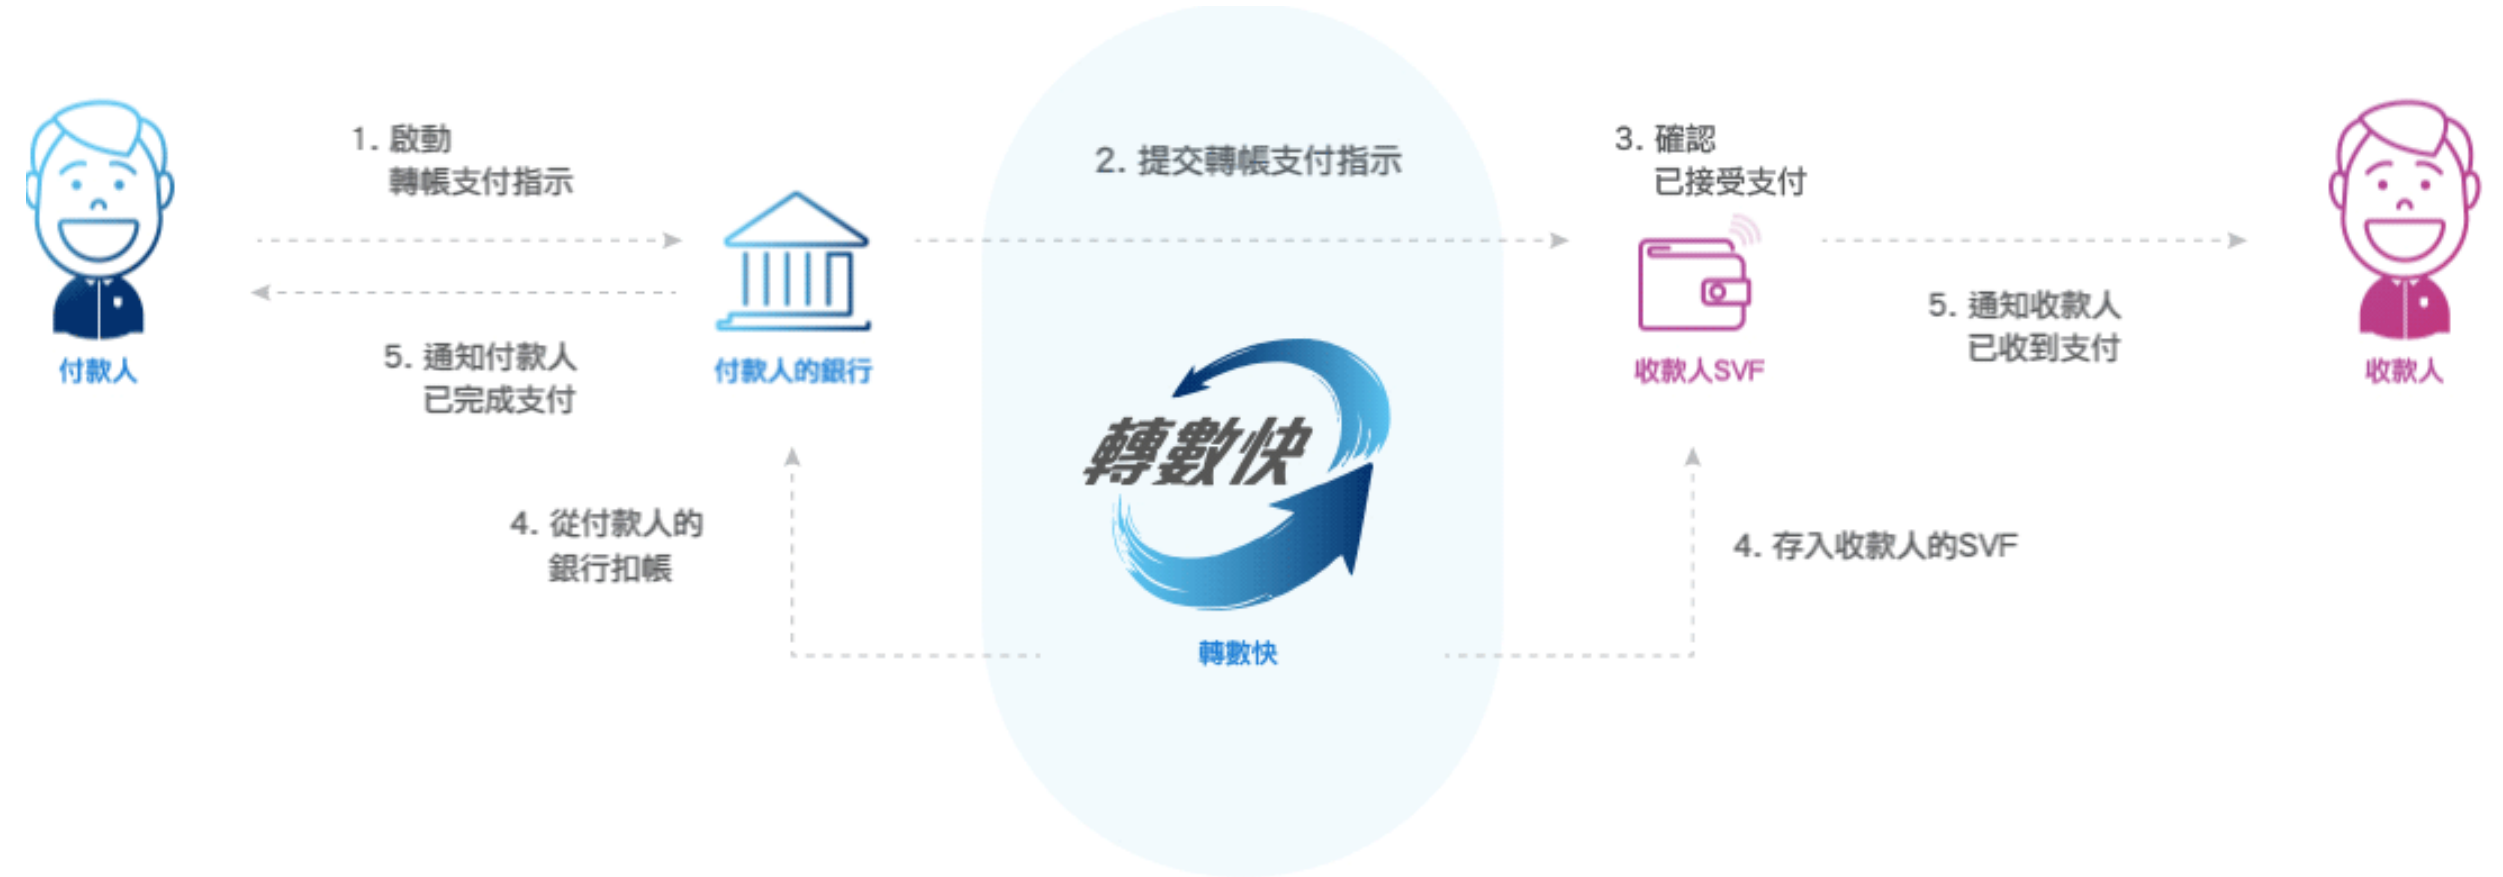 1. 啟動
轉帳支付指示
2. 提交轉帳支付指示
3. 確認
已接受支付
5. 通知付款人
已完成支付
付款人
付款人的銀行
收款人SVF
5. 通知收款人
已收到支付
收款人
轉數快
4. 從付款人的
銀行扣帳
4. 存入收款人的SVF
轉數快